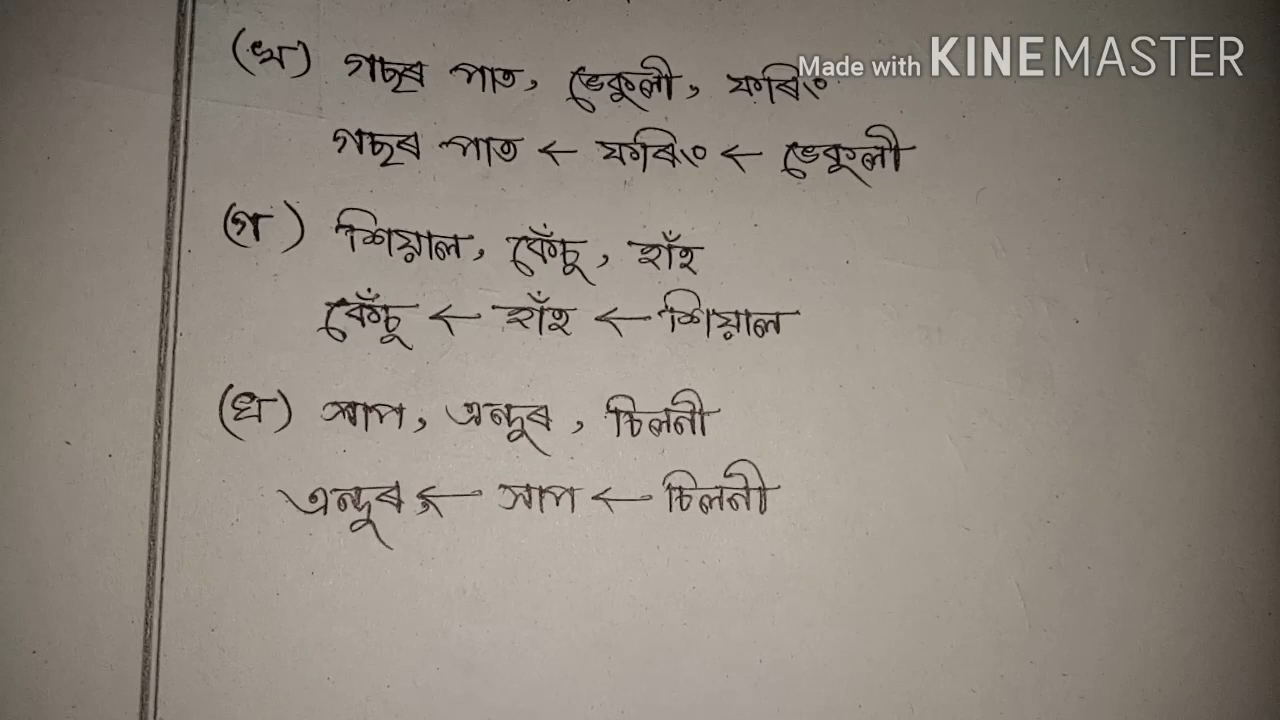 Made with KINEMASTER
(খ) গছৰ পাত, ভেকুলী, ফৰিং
গছৰ পাত ← ফৰিং ← ভেকুলী
(গ) শিয়াল, কেঁচু, হাঁহ
কেঁচু ← হাঁহ ← শিয়াল
(ঘ) সাপ, এন্দুৰ, চিলনী
এন্দুৰ ← সাপ ← চিলনী